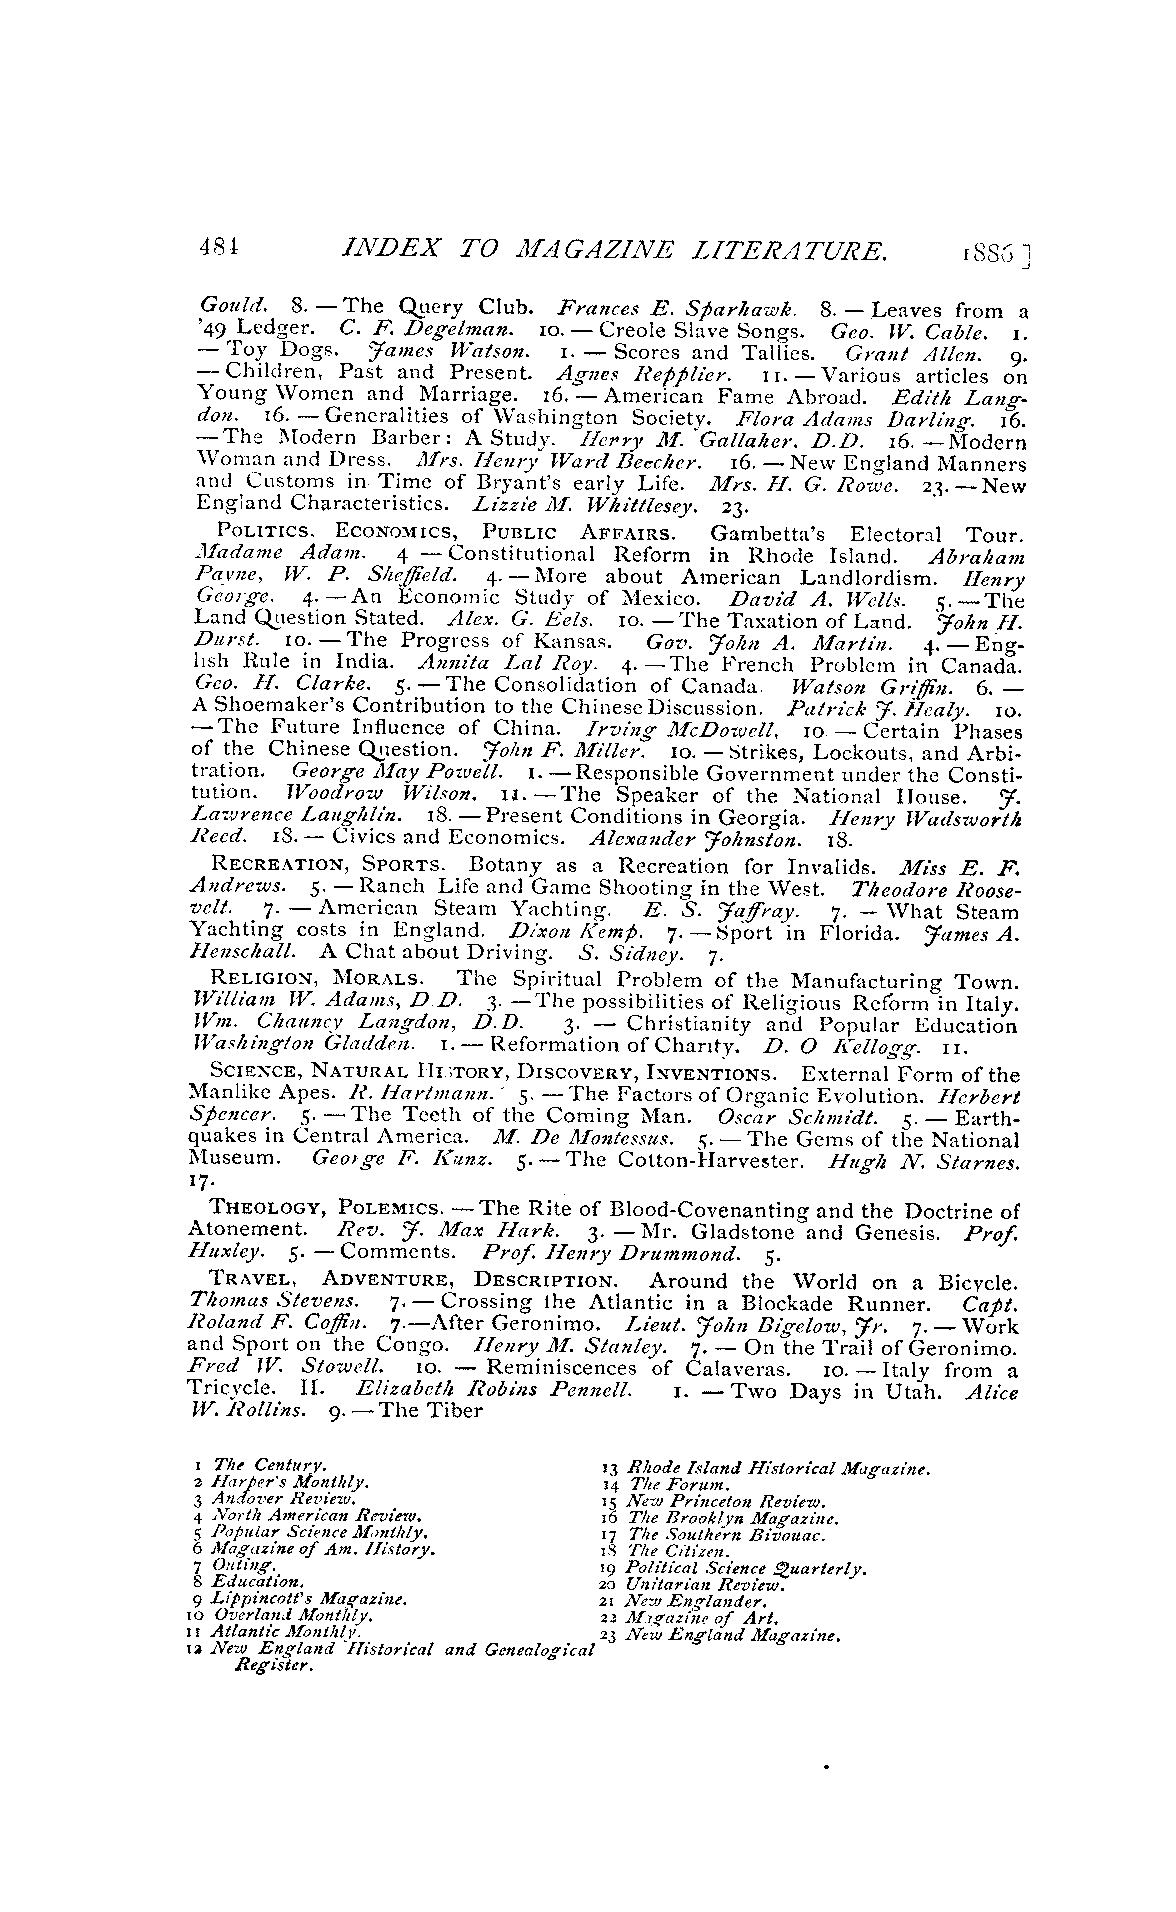 484 INDEX TO MAGAZINE LITERATURE. 1886]
Gould. 8. — The Query Club. Frances E. Sparhawk. 8. — Leaves from a
'49 Ledger. C. F. Degelman. 10. — Creole Slave Songs. Geo. W. Cable. 1.
— Toy Dogs. James Watson. 1. — Scores and Tallies. Grant Allen. 9.
— Children, Past and Present. Agnes Repplier. 11. — Various articles on
Young Women and Marriage. 16. — American Fame Abroad. Edith Lang-
don. 16. — Generalities of Washington Society. Flora Adams Darling. 16.
— The Modern Barber: A Study. Henry M. Gallaher, D.D. 16. — Modern
Woman and Dress. Mrs. Henry Ward Beecher. 16. — New England Manners
and Customs in Time of Bryant's early Life. Mrs. H. G. Rowe. 23. — New
England Characteristics. Lizzie M. Whittlesey. 23.
POLITICS, ECONOMICS, PUBLIC AFFAIRS. Gambetta's Electoral Tour.
Madame Adam. 4 — Constitutional Reform in Rhode Island. Abraham
Payne, W. P. Sheffield. 4. — More about American Landlordism. Henry
George. 4. — An Economic Study of Mexico. David A. Wells. 5. — The
Land Question Stated. Alex. G. Eels. 10. — The Taxation of Land. John H.
Durst. 10. — The Progress of Kansas. Gov. John A. Martin. 4. — Eng-
lish Rule in India. Annita Lal Roy. 4. — The French Problem in Canada.
Geo. H. Clarke. 5. — The Consolidation of Canada. Watson Griffin. 6. —
A Shoemaker's Contribution to the Chinese Discussion. Patrick J. Healy. 10.
— The Future Influence of China. Irving McDowell. 10 — Certain Phases
of the Chinese Question. John F. Miller. 10. — Strikes, Lockouts, and Arbi-
tration. George May Powell. 1. — Responsible Government under the Consti-
tution. Woodrow Wilson. 11. — The Speaker of the National House. J.
Lawrence Laughlin. 18. — Present Conditions in Georgia. Henry Wadsworth
Reed. 18. — Civics and Economics. Alexander Johnston. 18.
RECREATION, SPORTS. Botany as a Recreation for Invalids. Miss E. F.
Andrews. 5. — Ranch Life and Game Shooting in the West. Theodore Roose-
velt. 7. — American Steam Yachting. E. S. Jaffray. 7. — What Steam
Yachting costs in England. Dixon Kemp. 7. — Sport in Florida. James A.
Henschall. A Chat about Driving. S. Sidney. 7.
RELIGION, MORALS. The Spiritual Problem of the Manufacturing Town.
William W. Adams, D D. 3. — The possibilities of Religious Reform in Italy.
Wm. Chauncy Langdon, D.D. 3. — Christianity and Popular Education
Washington Gladden. 1. — Reformation of Charity. D. O Kellogg. 11.
SCIENCE, NATURAL HISTORY, DISCOVERY, INVENTIONS. External Form of the
Manlike Apes. R. Hartmann. 5. — The Factors of Organic Evolution. Herbert
Spencer. 5. — The Teeth of the Coming Man. Oscar Schmidt. 5. — Earth-
quakes in Central America. M. De Montessus. 5. — The Gems of the National
Museum. George F. Kunz. 5. — The Cotton-Harvester. Hugh N. Starnes.
17.
THEOLOGY, POLEMICS. — The Rite of Blood-Covenanting and the Doctrine of
Atonement. Rev. J. Max Hark. 3. — Mr. Gladstone and Genesis. Prof.
Huxley. 5. — Comments. Prof. Henry Drummond. 5.
TRAVEL, ADVENTURE, DESCRIPTION. Around the World on a Bicycle.
Thomas Stevens. 7. — Crossing the Atlantic in a Blockade Runner. Capt.
Roland F. Coffin. 7.—After Geronimo. Lieut. John Bigelow, Jr. 7. — Work
and Sport on the Congo. Henry M. Stanley. 7. — On the Trail of Geronimo.
Fred W. Stowell. 10. — Reminiscences of Calaveras. 10. — Italy from a
Tricycle. II. Elizabeth Robins Pennell. 1. — Two Days in Utah. Alice
W. Rollins. 9. — The Tiber
1 The Century.
2 Harper's Monthly.
3 Andover Review.
4 North American Review.
5 Popular Science Monthly.
6 Magazine of Am. History.
7 Outing.
8 Education.
9 Lippincott's Magazine.
10 Overland Monthly.
11 Atlantic Monthly.
12 New England Historical and Genealogical
Register.
13 Rhode Island Historical Magazine.
14 The Forum.
15 New Princeton Review.
16 The Brooklyn Magazine.
17 The Southern Bivouac.
18 The Citizen.
19 Political Science Quarterly.
20 Unitarian Review.
21 New Englander.
22 Magazine of Art.
23 New England Magazine.